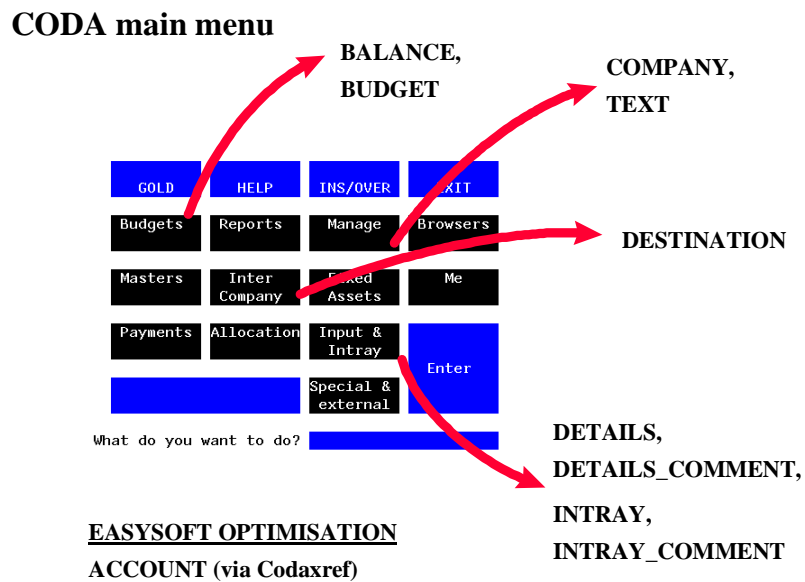 CODA main menu
BALANCE,
BUDGET
COMPANY,
TEXT
GOLD HELP INS/OVER EXIT
Budgets Reports Manage Browsers
DESTINATION
Masters Inter Company Fixed Assets Me
Payments Allocation Input & Intray Enter
Special & external
What do you want to do?
DETAILS,
DETAILS_COMMENT,
INTRAY,
INTRAY_COMMENT
EASYSOFT OPTIMISATION
ACCOUNT (via Codaxref)